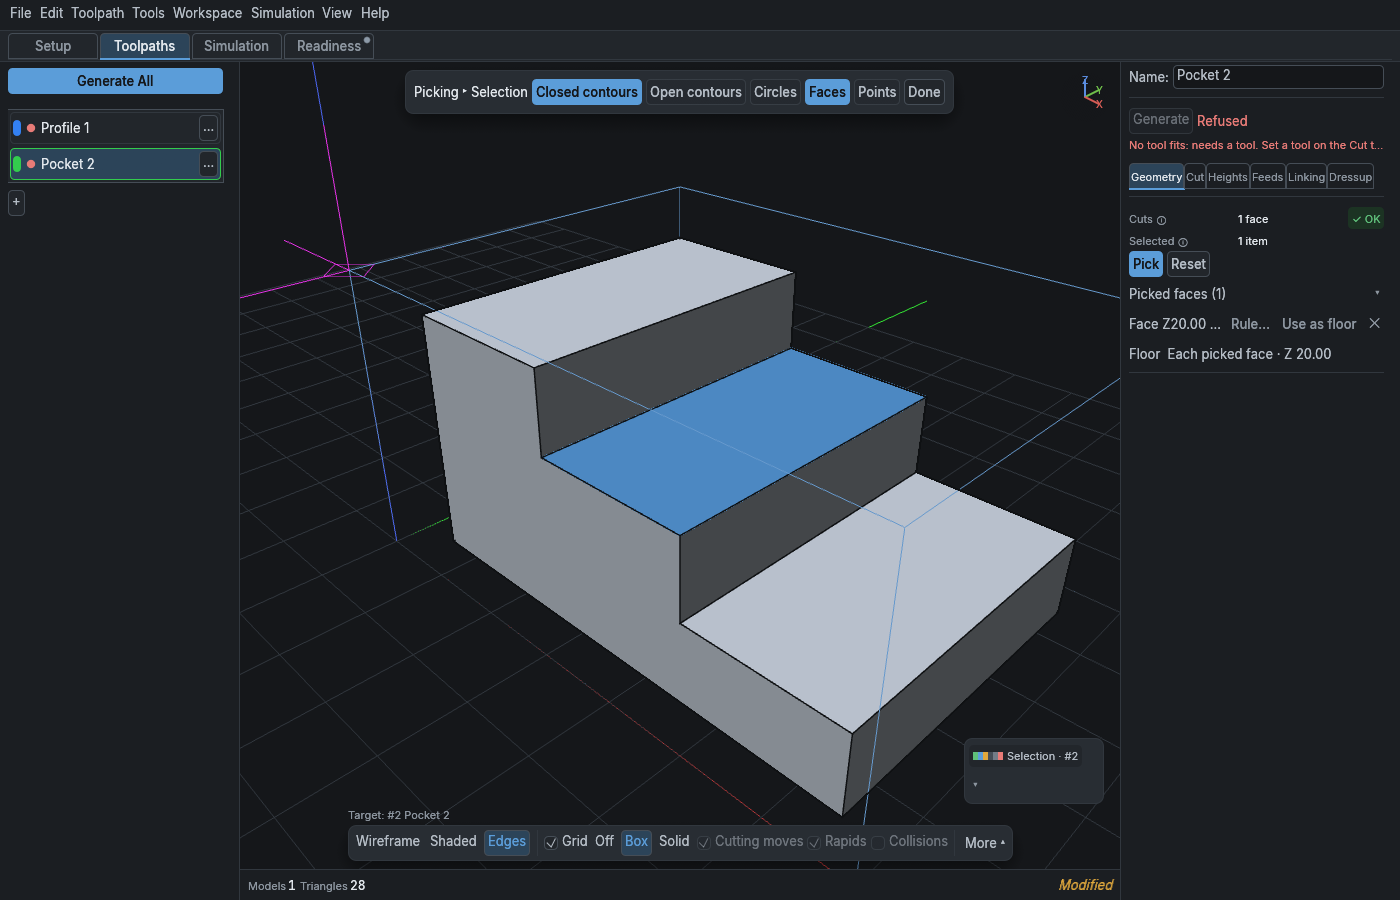 File Edit Toolpath Tools Workspace Simulation View Help
Setup Toolpaths Simulation Readiness
Generate All
Profile 1 ...
Pocket 2 ...
+
Picking ▸ Selection Closed contours Open contours Circles Faces Points Done
Z
Y
X
Name: Pocket 2
Generate Refused
No tool fits: needs a tool. Set a tool on the Cut t...
Geometry Cut Heights Feeds Linking Dressup
Cuts 1 face ✓ OK
Selected 1 item
Pick Reset
Picked faces (1)
Face Z20.00 ... Rule... Use as floor ×
Floor Each picked face · Z 20.00
Selection · #2
Target: #2 Pocket 2
Wireframe Shaded Edges Grid Off Box Solid Cutting moves Rapids Collisions More
Models 1 Triangles 28 Modified